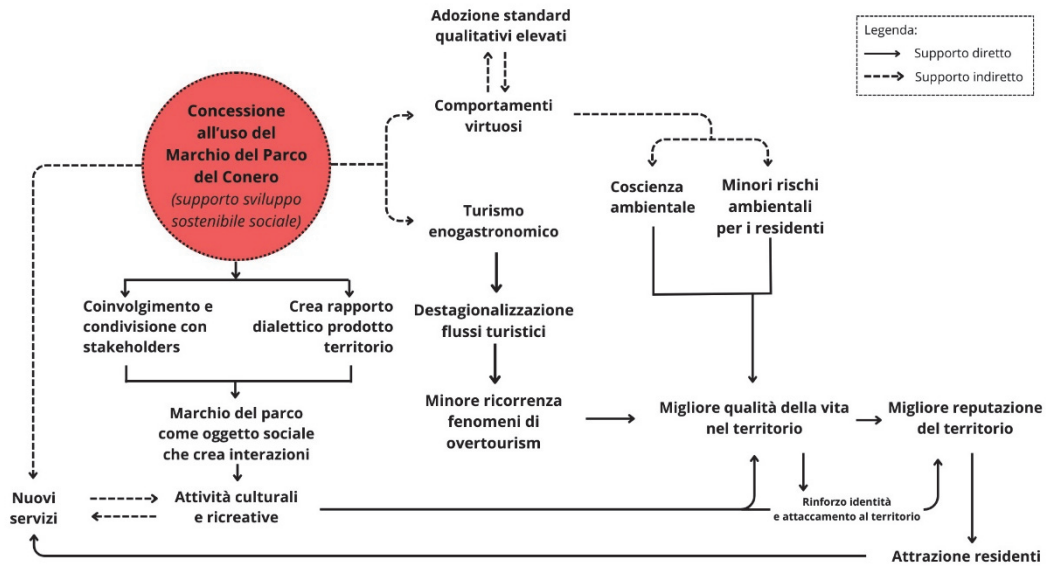 Adozione standard
qualitativi elevati
Legenda:
Supporto diretto
Supporto indiretto
Concessione
all'uso del
Marchio del Parco
del Conero
(supporto sviluppo
sostenibile sociale)
Comportamenti
virtuosi
Coscienza
ambientale
Minori rischi
ambientali
per i residenti
Turismo
enogastronomico
Coinvolgimento e
condivisione con
stakeholders
Crea rapporto
dialettico prodotto
territorio
Destagionalizzazione
flussi turistici
Marchio del parco
come oggetto sociale
che crea interazioni
Minore ricorrenza
fenomeni di
overtourism
Migliore qualità della vita
nel territorio
Migliore reputazione
del territorio
Nuovi
servizi
Attività culturali
e ricreative
Rinforzo identità
e attaccamento al territorio
Attrazione residenti